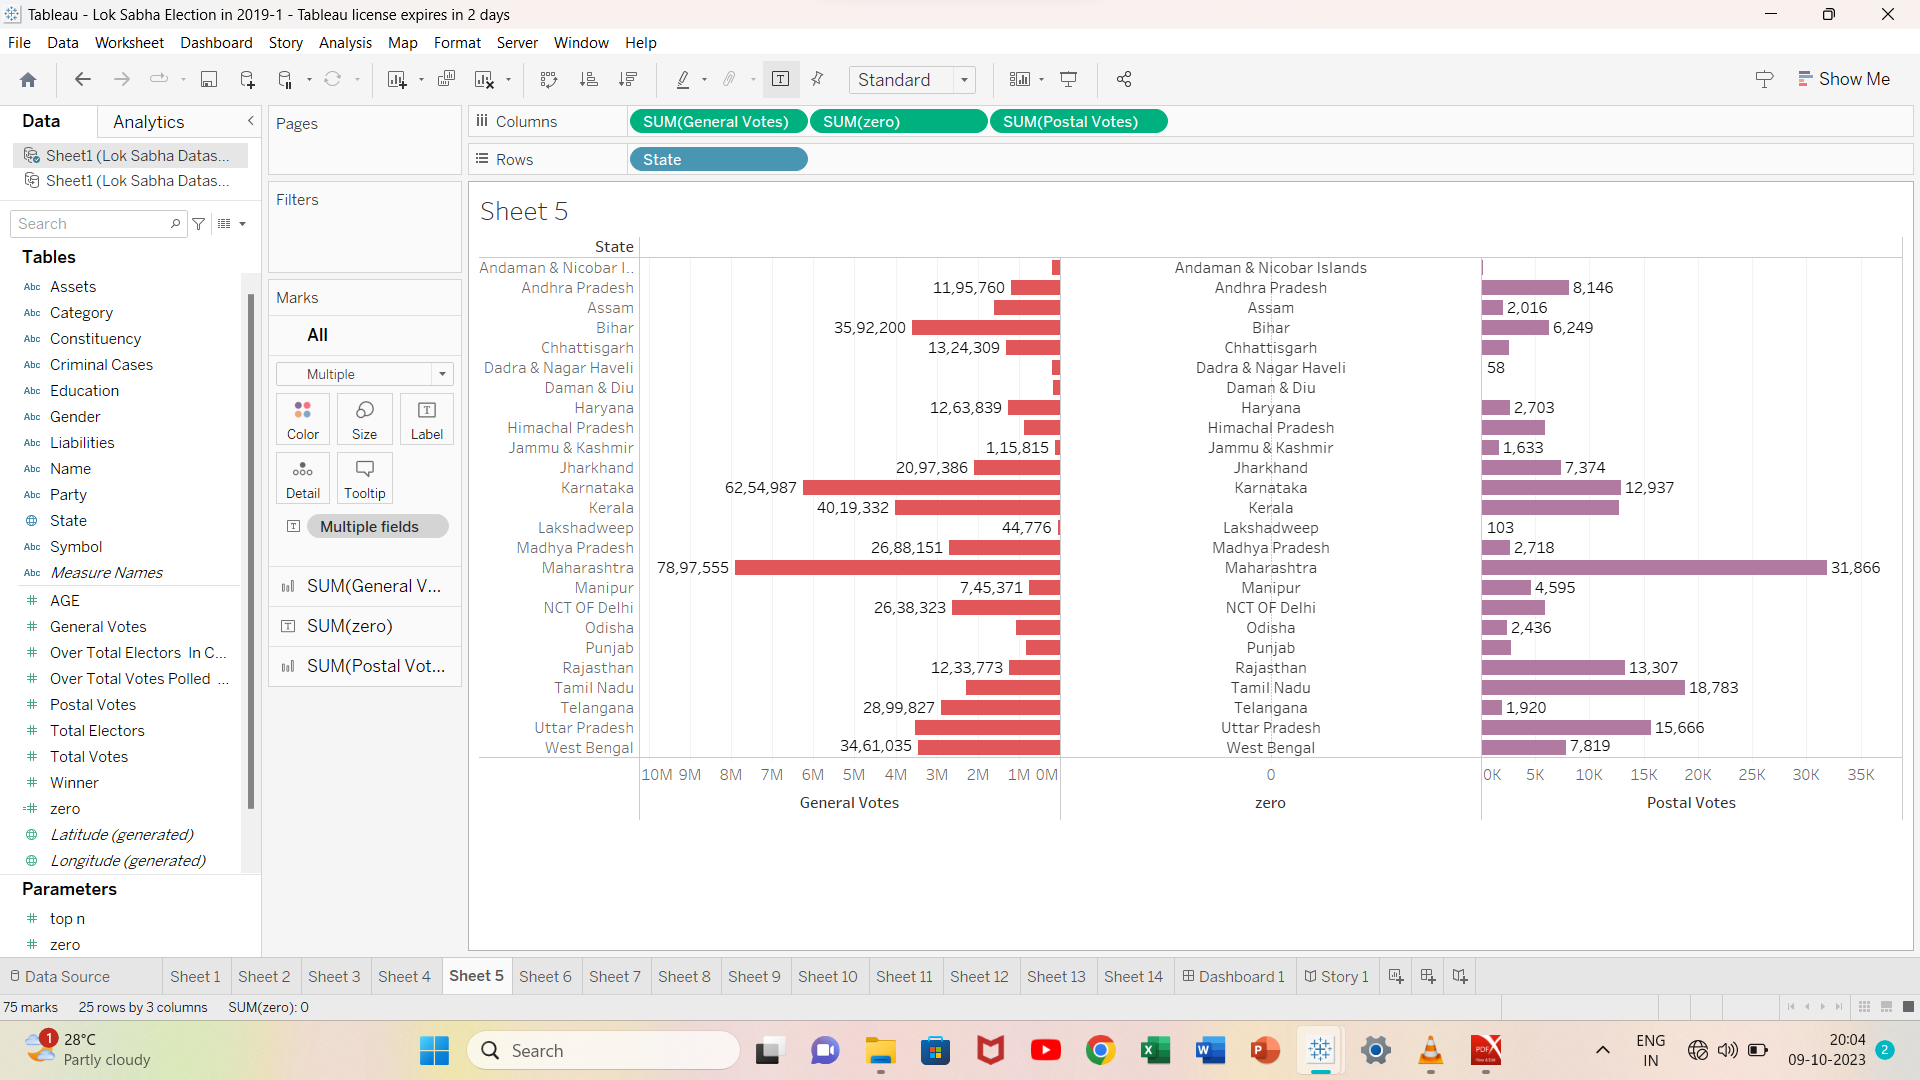 Tableau - Lok Sabha Election in 2019-1 - Tableau license expires in 2 days
File Data Worksheet Dashboard Story Analysis Map Format Server Window Help
Standard
Show Me
Data Analytics
Sheet1 (Lok Sabha Datas...
Sheet1 (Lok Sabha Datas...
Search
Tables
Abc Assets
Abc Category
Abc Constituency
Abc Criminal Cases
Abc Education
Abc Gender
Abc Liabilities
Abc Name
Abc Party
State
Abc Symbol
Abc Measure Names
# AGE
# General Votes
# Over Total Electors In C...
# Over Total Votes Polled ...
# Postal Votes
# Total Electors
# Total Votes
# Winner
=# zero
Latitude (generated)
Longitude (generated)
Parameters
# top n
# zero
Pages
Filters
Marks
All
Multiple
Color Size Label
Detail Tooltip
Multiple fields
SUM(General V...
SUM(zero)
SUM(Postal Vot...
Columns SUM(General Votes) SUM(zero) SUM(Postal Votes)
Rows State
Sheet 5
State
Andaman & Nicobar I.. Andaman & Nicobar Islands
Andhra Pradesh 11,95,760 Andhra Pradesh 8,146
Assam Assam 2,016
Bihar 35,92,200 Bihar 6,249
Chhattisgarh 13,24,309 Chhattisgarh
Dadra & Nagar Haveli Dadra & Nagar Haveli 58
Daman & Diu Daman & Diu
Haryana 12,63,839 Haryana 2,703
Himachal Pradesh Himachal Pradesh
Jammu & Kashmir 1,15,815 Jammu & Kashmir 1,633
Jharkhand 20,97,386 Jharkhand 7,374
Karnataka 62,54,987 Karnataka 12,937
Kerala 40,19,332 Kerala
Lakshadweep 44,776 Lakshadweep 103
Madhya Pradesh 26,88,151 Madhya Pradesh 2,718
Maharashtra 78,97,555 Maharashtra 31,866
Manipur 7,45,371 Manipur 4,595
NCT OF Delhi 26,38,323 NCT OF Delhi
Odisha Odisha 2,436
Punjab Punjab
Rajasthan 12,33,773 Rajasthan 13,307
Tamil Nadu Tamil Nadu 18,783
Telangana 28,99,827 Telangana 1,920
Uttar Pradesh Uttar Pradesh 15,666
West Bengal 34,61,035 West Bengal 7,819
10M 9M 8M 7M 6M 5M 4M 3M 2M 1M 0M 0 0K 5K 10K 15K 20K 25K 30K 35K
General Votes zero Postal Votes
Data Source Sheet 1 Sheet 2 Sheet 3 Sheet 4 Sheet 5 Sheet 6 Sheet 7 Sheet 8 Sheet 9 Sheet 10 Sheet 11 Sheet 12 Sheet 13 Sheet 14 Dashboard 1 Story 1
75 marks 25 rows by 3 columns SUM(zero): 0
1 28°C
Partly cloudy
Search
ENG
IN
20:04
09-10-2023
2